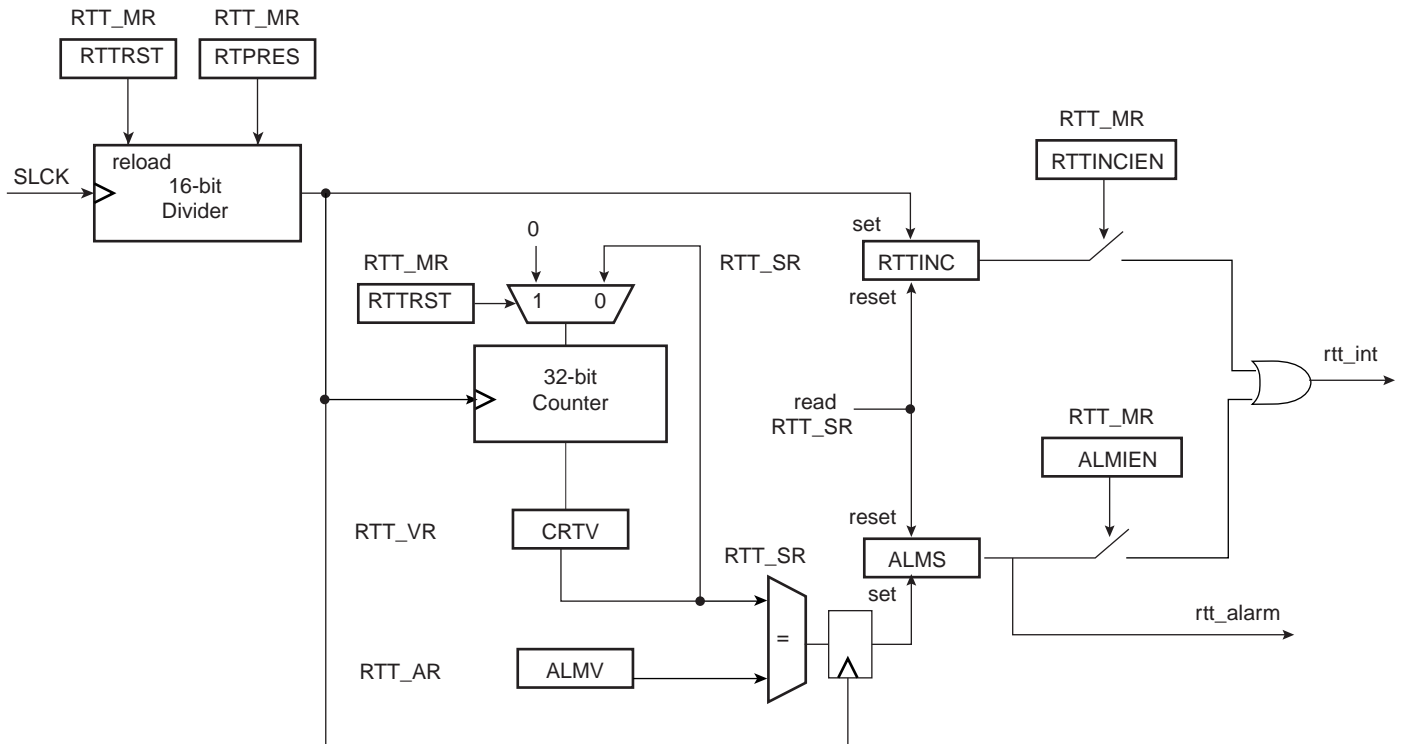 RTT_MR
RTT_MR
RTTRST
RTPRES
reload
SLCK
16-bit
Divider
RTT_MR
RTTINCIEN
0
set
RTT_MR
RTT_SR
RTTINC
RTTRST
1
0
reset
rtt_int
32-bit
Counter
read
RTT_SR
RTT_MR
ALMIEN
reset
RTT_VR
CRTV
RTT_SR
ALMS
set
rtt_alarm
=
RTT_AR
ALMV